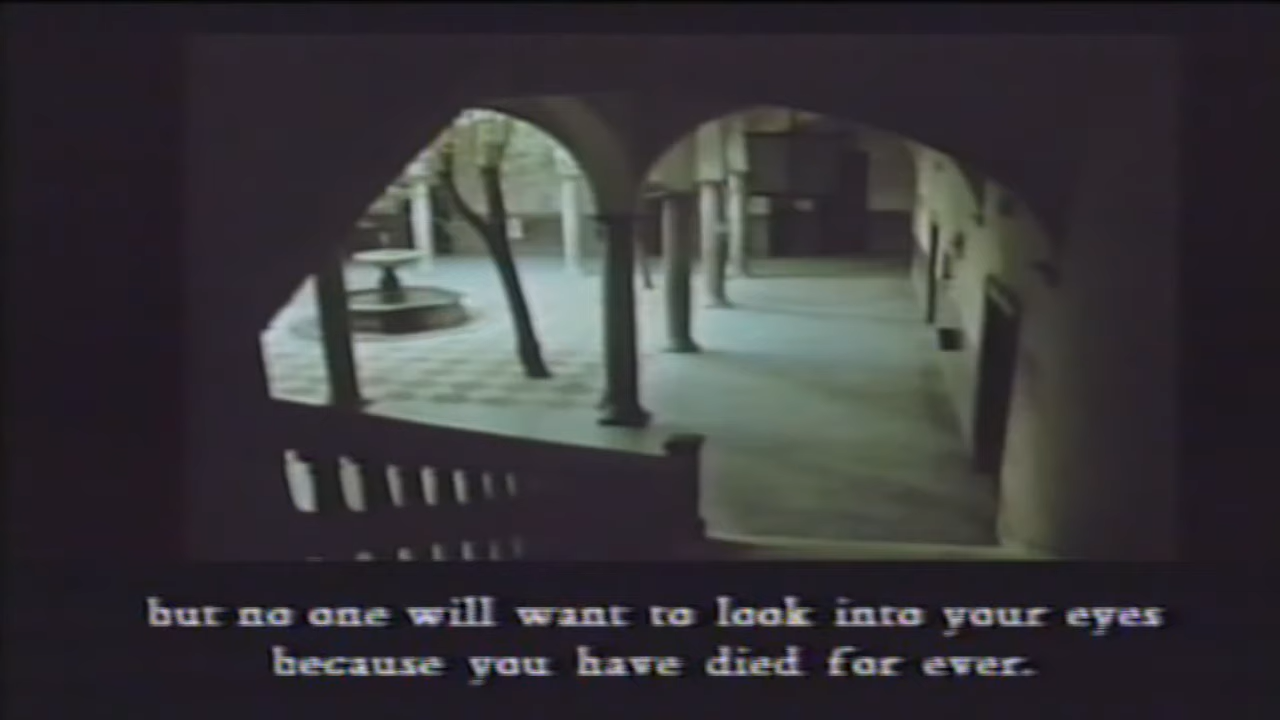 but no one will want to look into your eyes
because you have died for ever.